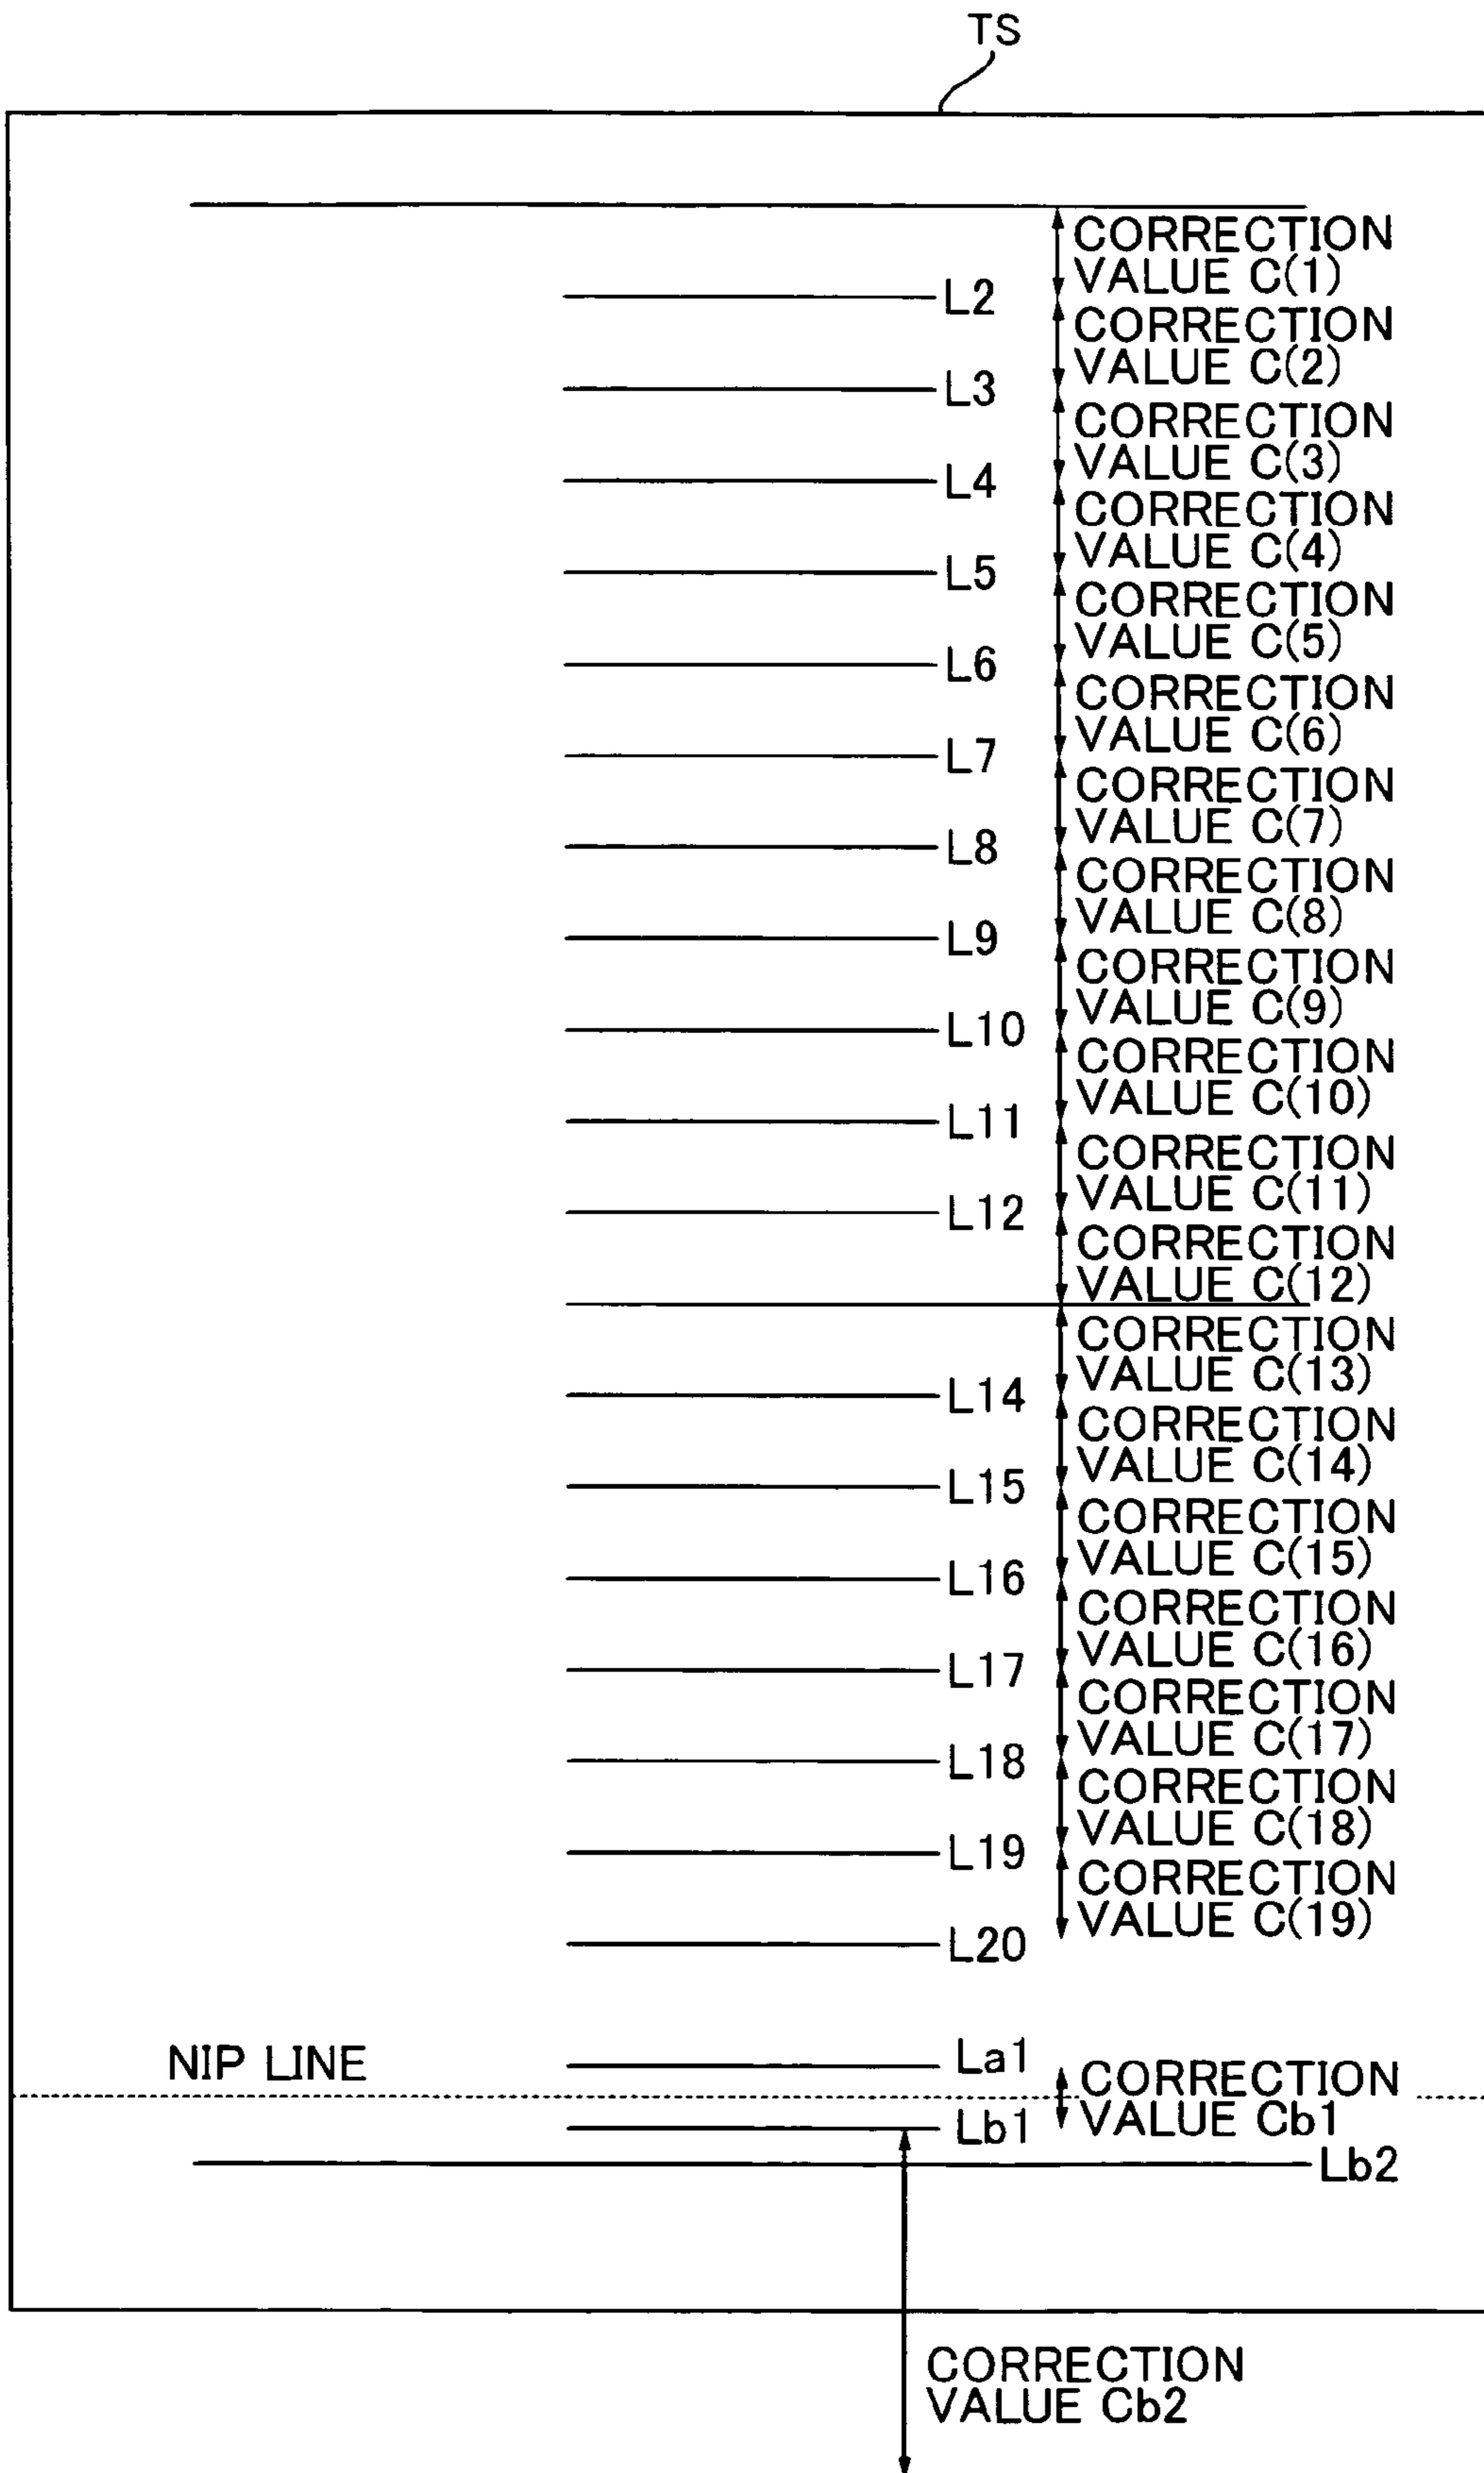 TS
CORRECTION
VALUE C(1)
L2
CORRECTION
VALUE C(2)
L3
CORRECTION
VALUE C(3)
L4
CORRECTION
VALUE C(4)
L5
CORRECTION
VALUE C(5)
L6
CORRECTION
VALUE C(6)
L7
CORRECTION
VALUE C(7)
L8
CORRECTION
VALUE C(8)
L9
CORRECTION
VALUE C(9)
L10
CORRECTION
VALUE C(10)
L11
CORRECTION
VALUE C(11)
L12
CORRECTION
VALUE C(12)
CORRECTION
VALUE C(13)
L14
CORRECTION
VALUE C(14)
L15
CORRECTION
VALUE C(15)
L16
CORRECTION
VALUE C(16)
L17
CORRECTION
VALUE C(17)
L18
CORRECTION
VALUE C(18)
L19
CORRECTION
VALUE C(19)
L20
NIP LINE
La1
CORRECTION
VALUE Cb1
Lb1
Lb2
CORRECTION
VALUE Cb2